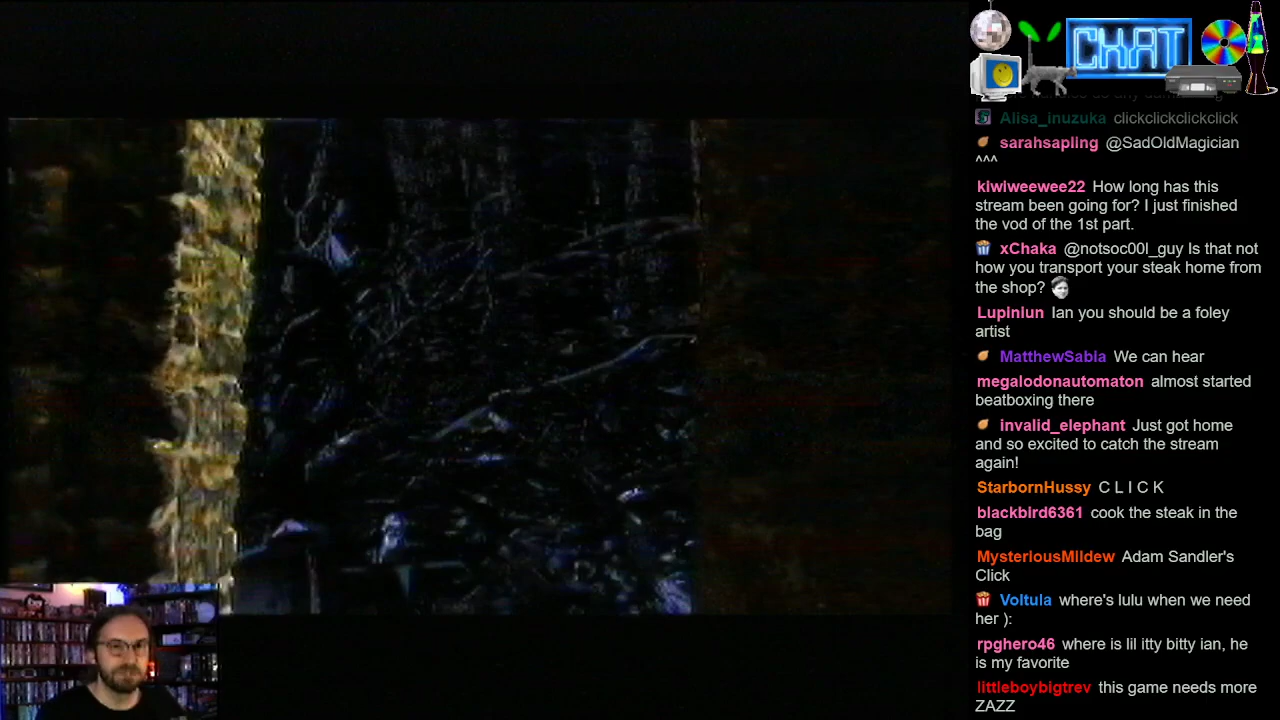 CHAT
Alisa_inuzuka clickclickclickclick
sarahsapling @SadOldMagician
^^^
kiwiweewee22 How long has this
stream been going for? I just finished
the vod of the 1st part.
xChaka @notsoc00l_guy Is that not
how you transport your steak home from
the shop?
Lupiniun Ian you should be a foley
artist
MatthewSabia We can hear
megalodonautomaton almost started
beatboxing there
invalid_elephant Just got home
and so excited to catch the stream
again!
StarbornHussy C L I C K
blackbird6361 cook the steak in the
bag
MysteriousMildew Adam Sandler's
Click
Voltula where's lulu when we need
her ):
rpghero46 where is lil itty bitty ian, he
is my favorite
littleboybigtrev this game needs more
ZAZZ